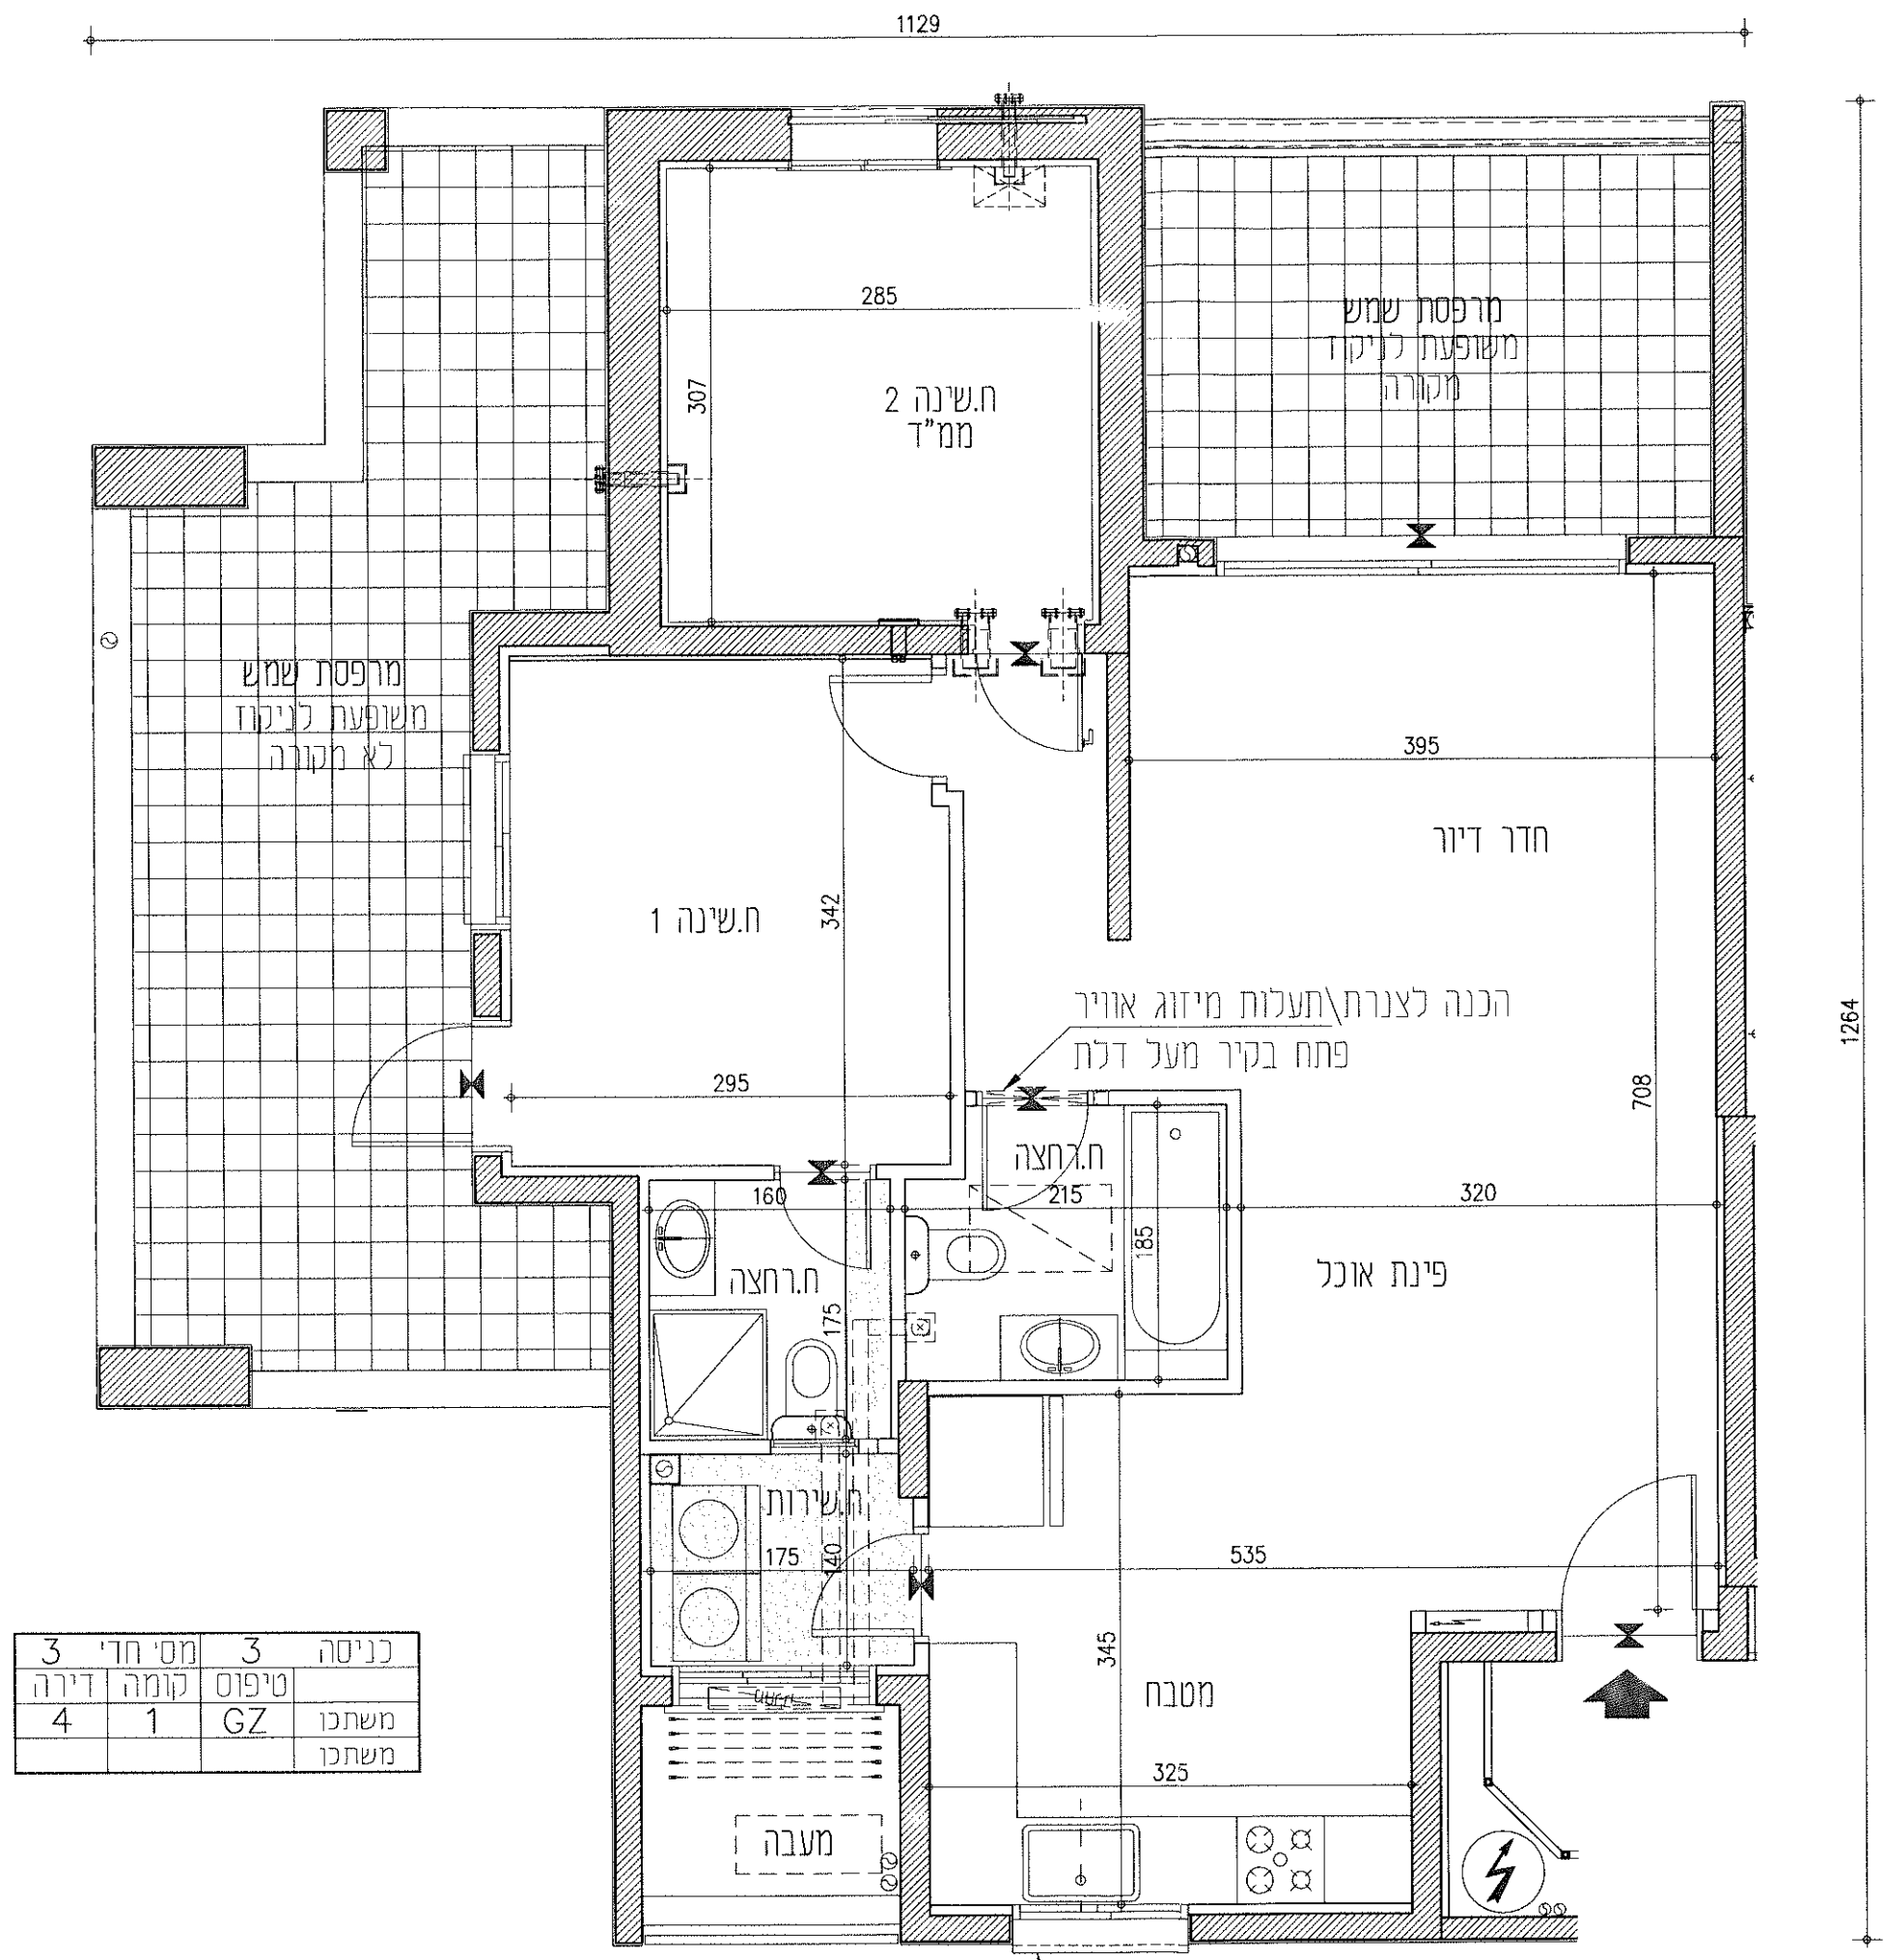 1129
285
307
ח.שינה 2
ממ"ד
מרפסת שמש
משופעת לניקוז
מקורה
מרפסת שמש
משופעת לניקוז
לא מקורה
395
חדר דיור
342
ח.שינה 1
הכנה לצנרת\תעלות מיזוג אוויר
פתח בקיר מעל דלת
1264
708
295
ח.רחצה
160
215
320
185
פינת אוכל
ח.רחצה
175
ח.שירות
175
140
535
345
מטבח
325
מעבה
כניסה 3 מס' חד' 3
טיפוס קומה דירה
משתכן GZ 1 4
משתכן